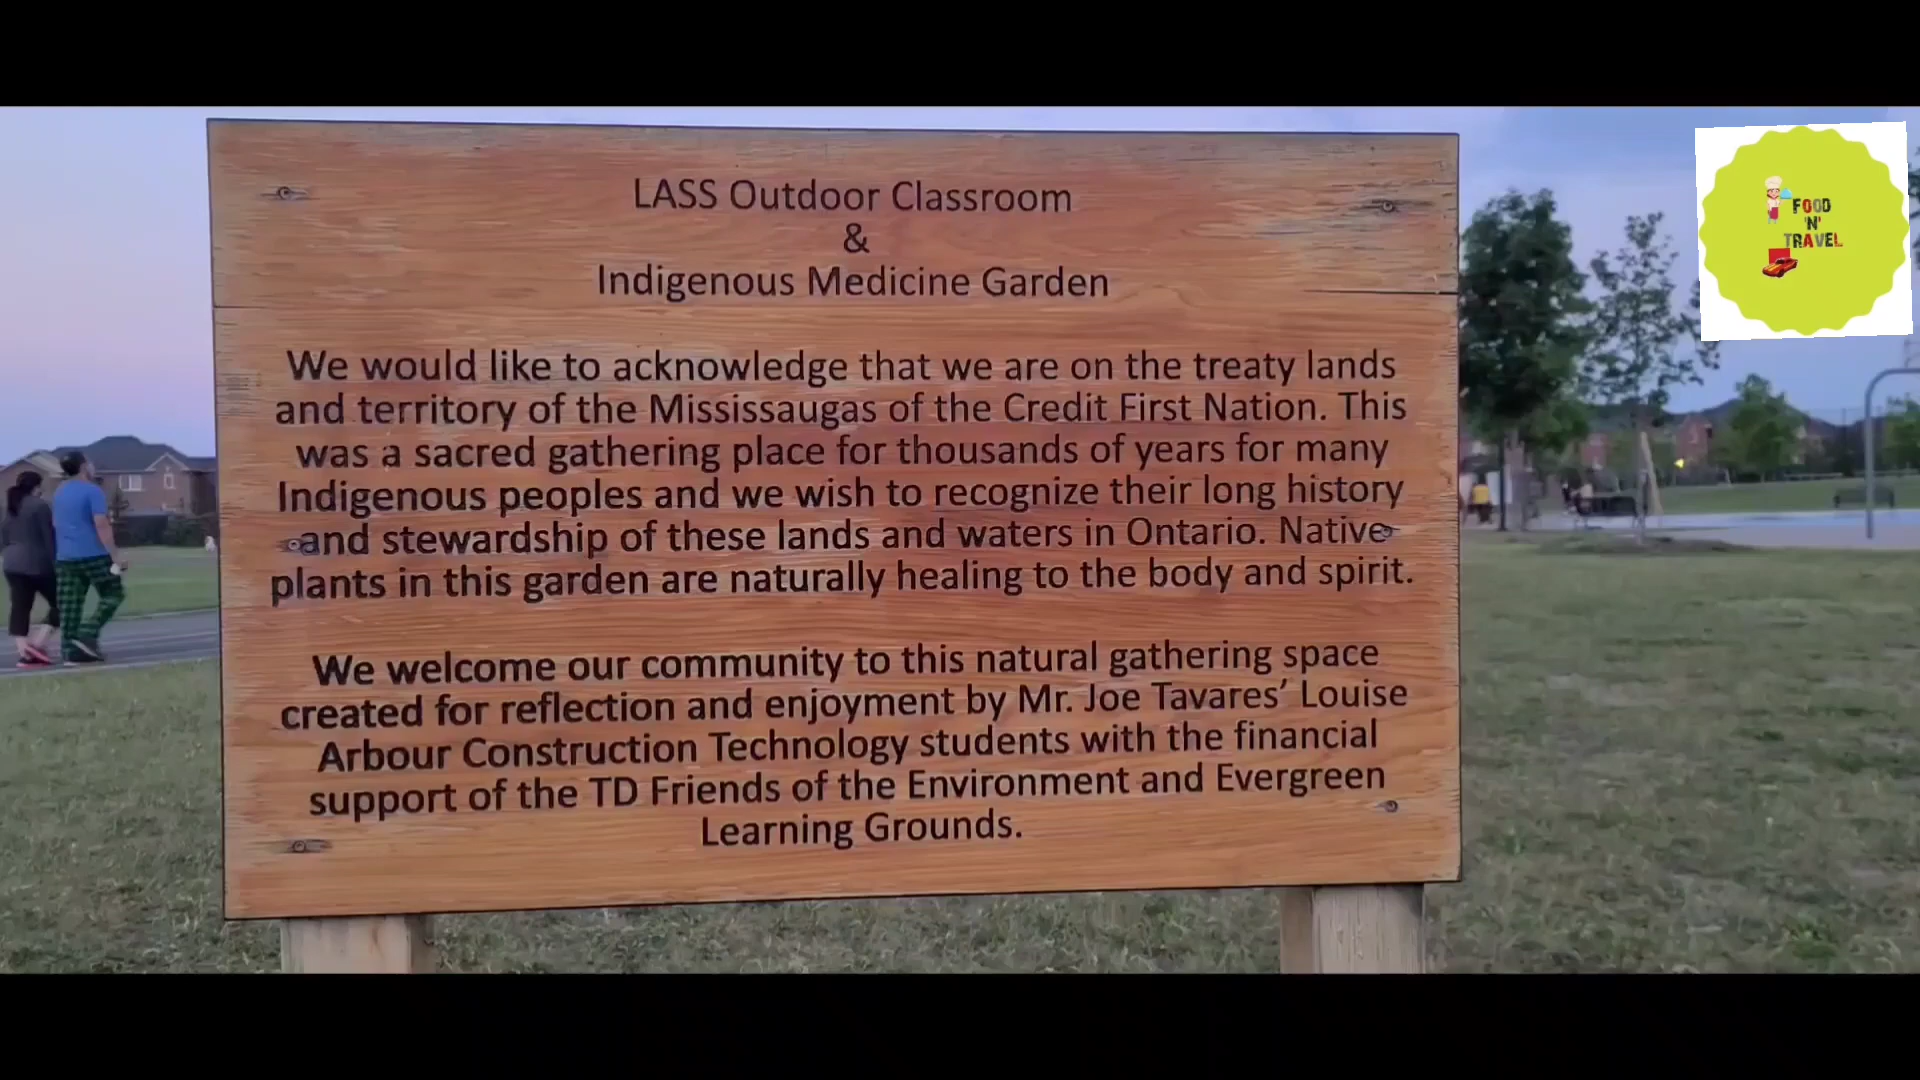 LASS Outdoor Classroom
&
Indigenous Medicine Garden
We would like to acknowledge that we are on the treaty lands
and territory of the Mississaugas of the Credit First Nation. This
was a sacred gathering place for thousands of years for many
Indigenous peoples and we wish to recognize their long history
and stewardship of these lands and waters in Ontario. Native
plants in this garden are naturally healing to the body and spirit.
We welcome our community to this natural gathering space
created for reflection and enjoyment by Mr. Joe Tavares’ Louise
Arbour Construction Technology students with the financial
support of the TD Friends of the Environment and Evergreen
Learning Grounds.
FOOD
'N'
TRAVEL